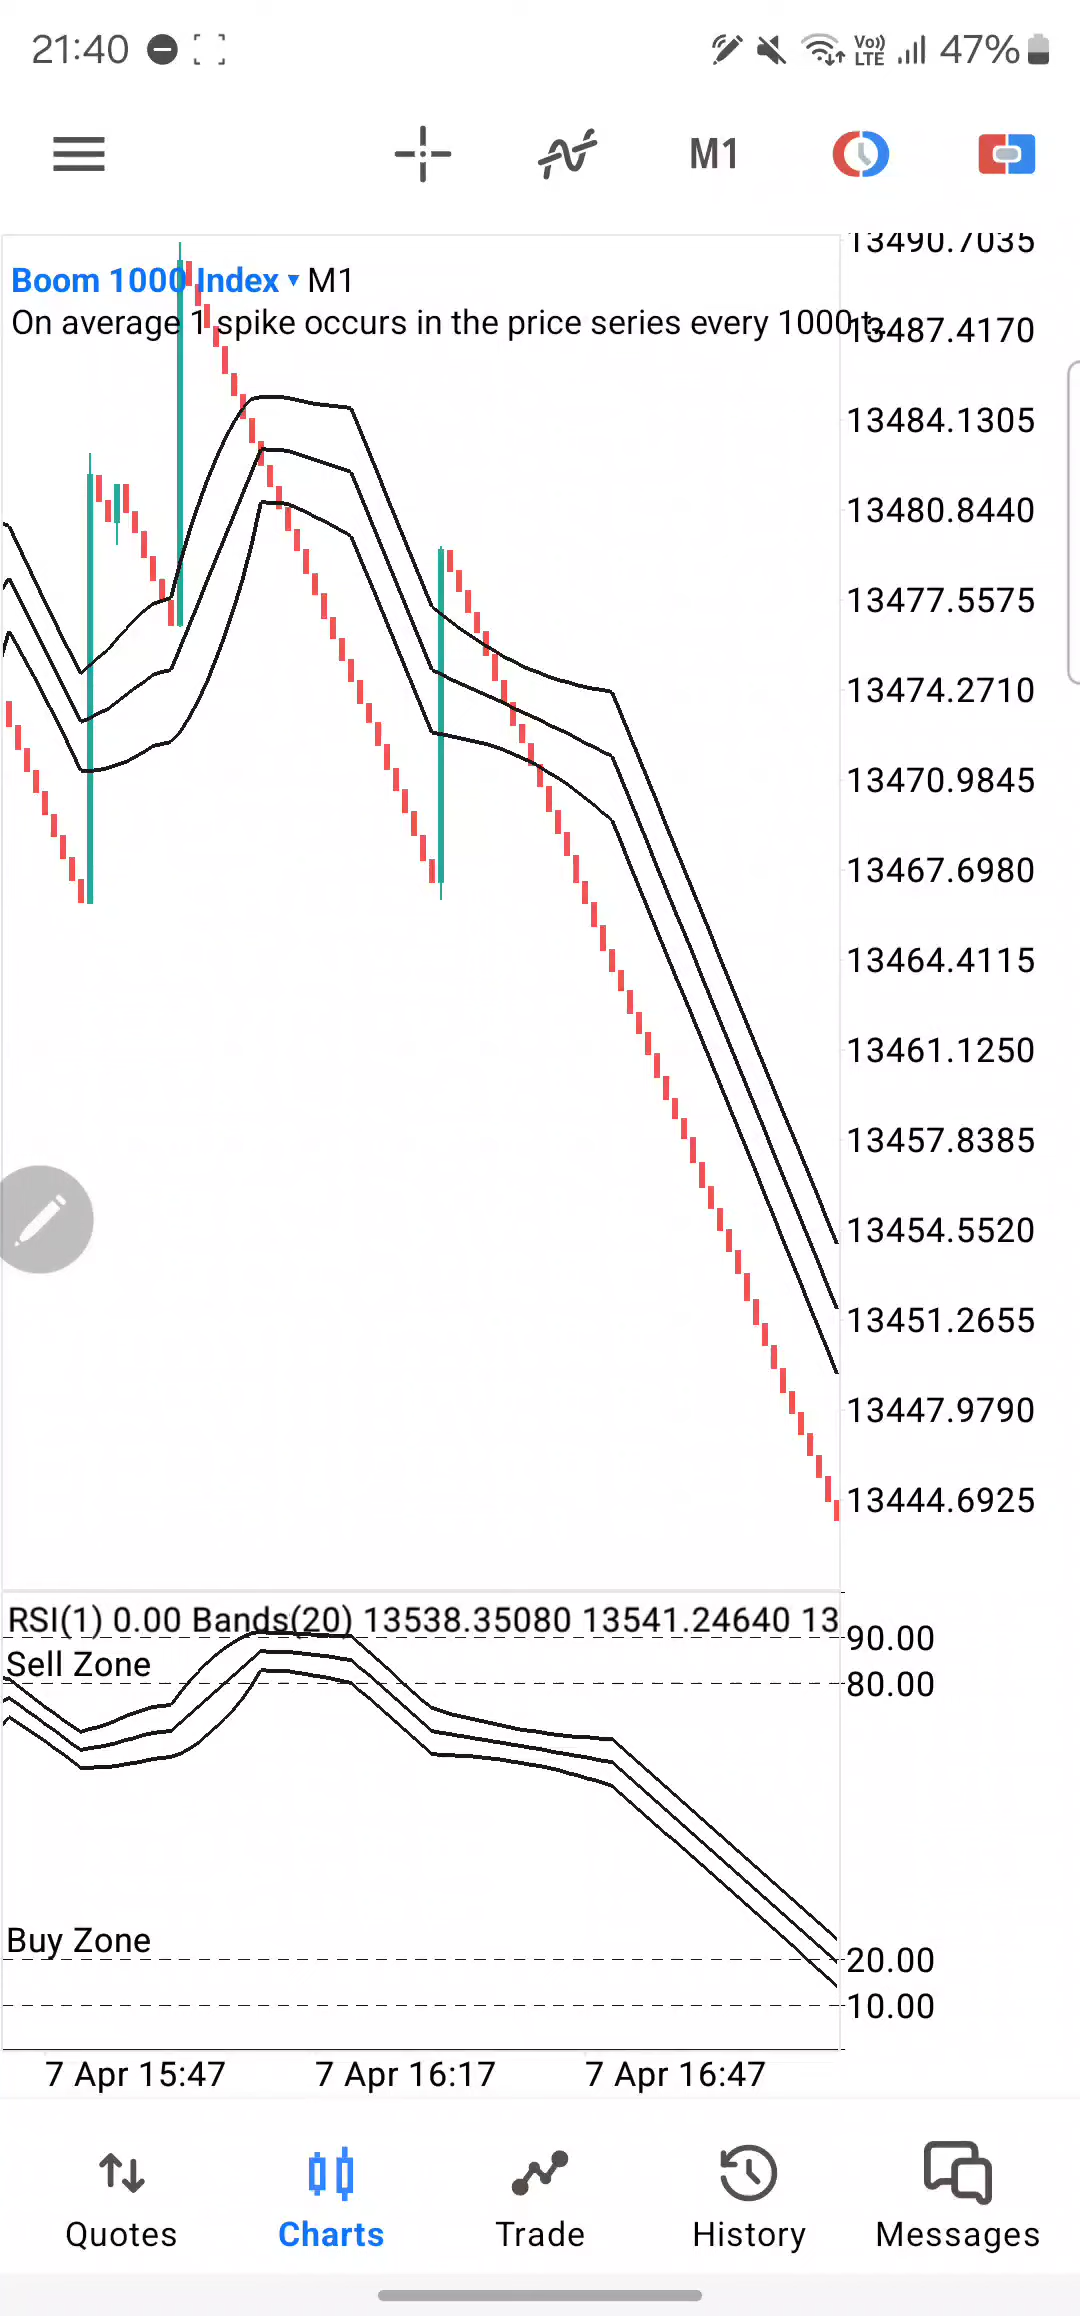 21:40 Vo)) LTE 47%
M1
13490.7035
Boom 1000 Index ▾ M1
On average 1 spike occurs in the price series every 1000 t..
13487.4170
13484.1305
13480.8440
13477.5575
13474.2710
13470.9845
13467.6980
13464.4115
13461.1250
13457.8385
13454.5520
13451.2655
13447.9790
13444.6925
RSI(1) 0.00 Bands(20) 13538.35080 13541.24640 13
90.00
Sell Zone
80.00
Buy Zone
20.00
10.00
7 Apr 15:47 7 Apr 16:17 7 Apr 16:47
Quotes Charts Trade History Messages